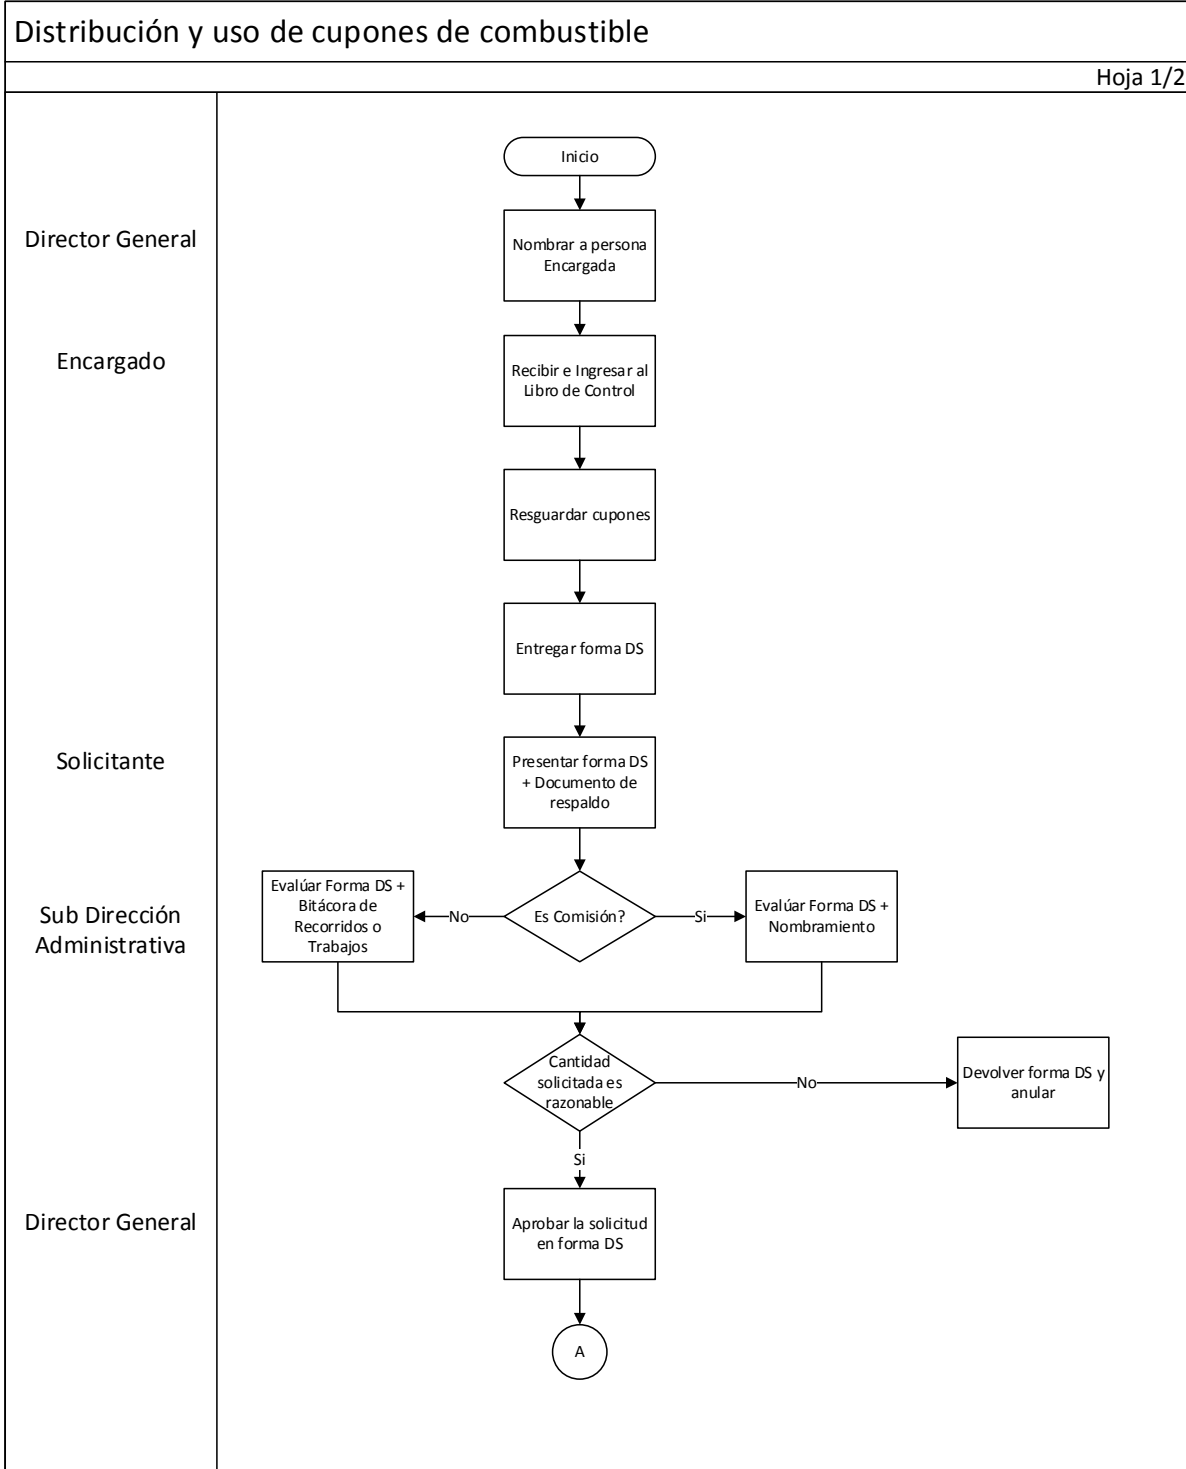 Distribución y uso de cupones de combustible
Hoja 1/2
Inicio
Director General
Nombrar a persona
Encargada
Encargado
Recibir e Ingresar al
Libro de Control
Resguardar cupones
Entregar forma DS
Solicitante
Presentar forma DS
+ Documento de
respaldo
Sub Dirección
Administrativa
Evalúar Forma DS +
Bitácora de
Recorridos o
Trabajos
No
Es Comisión?
Si
Evalúar Forma DS +
Nombramiento
Cantidad
solicitada es
razonable
No
Devolver forma DS y
anular
Si
Director General
Aprobar la solicitud
en forma DS
A